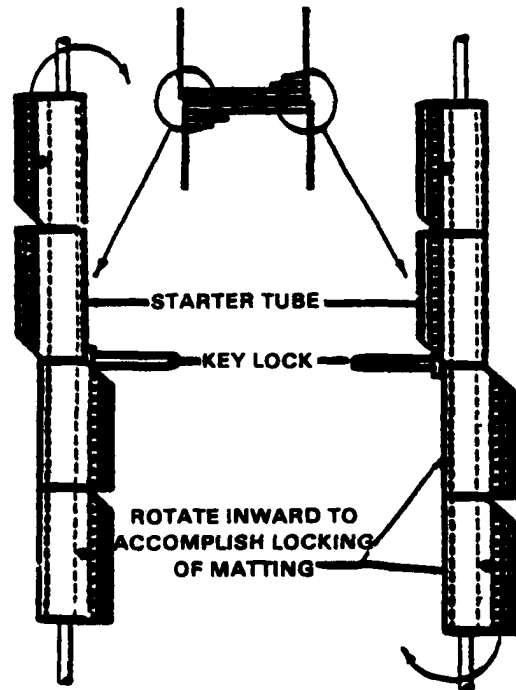 STARTER TUBE
KEY LOCK
ROTATE INWARD TO
ACCOMPLISH LOCKING
OF MATTING